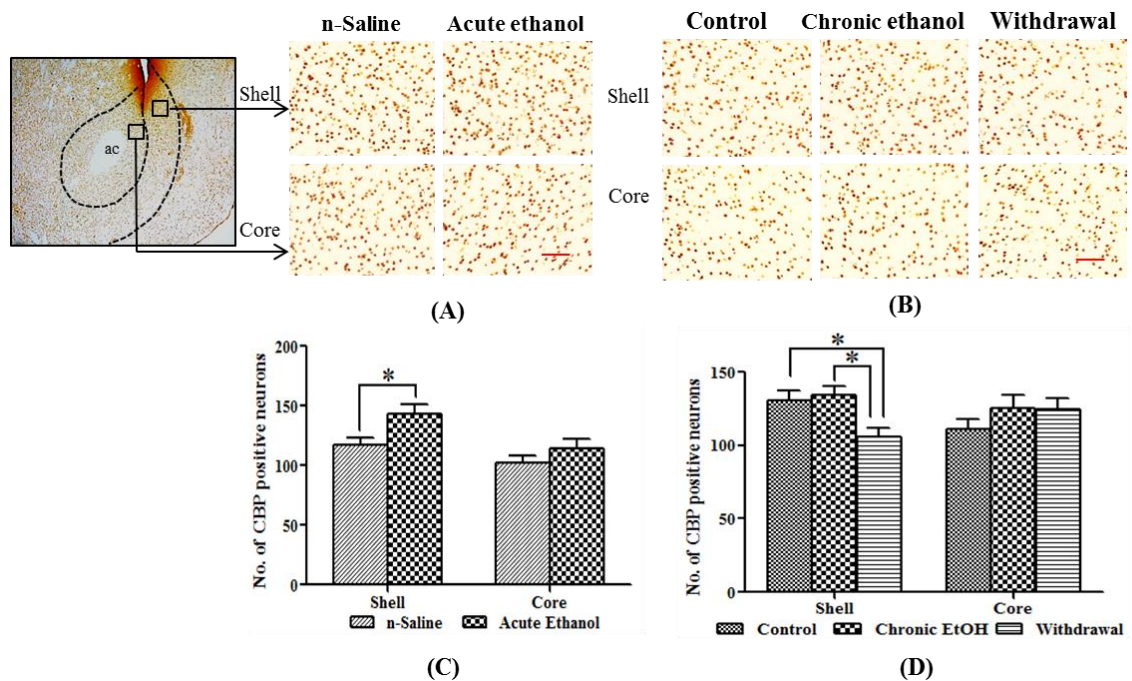 n-Saline Acute ethanol
Control Chronic ethanol Withdrawal
Shell
ac
Core
Shell
Core
(A)
(B)
No. of CBP positive neurons
200
150
100
50
0
*
Shell Core
n-Saline Acute Ethanol
(C)
No. of CBP positive neurons
150
100
50
0
*
*
Shell Core
Control Chronic EtOH Withdrawal
(D)